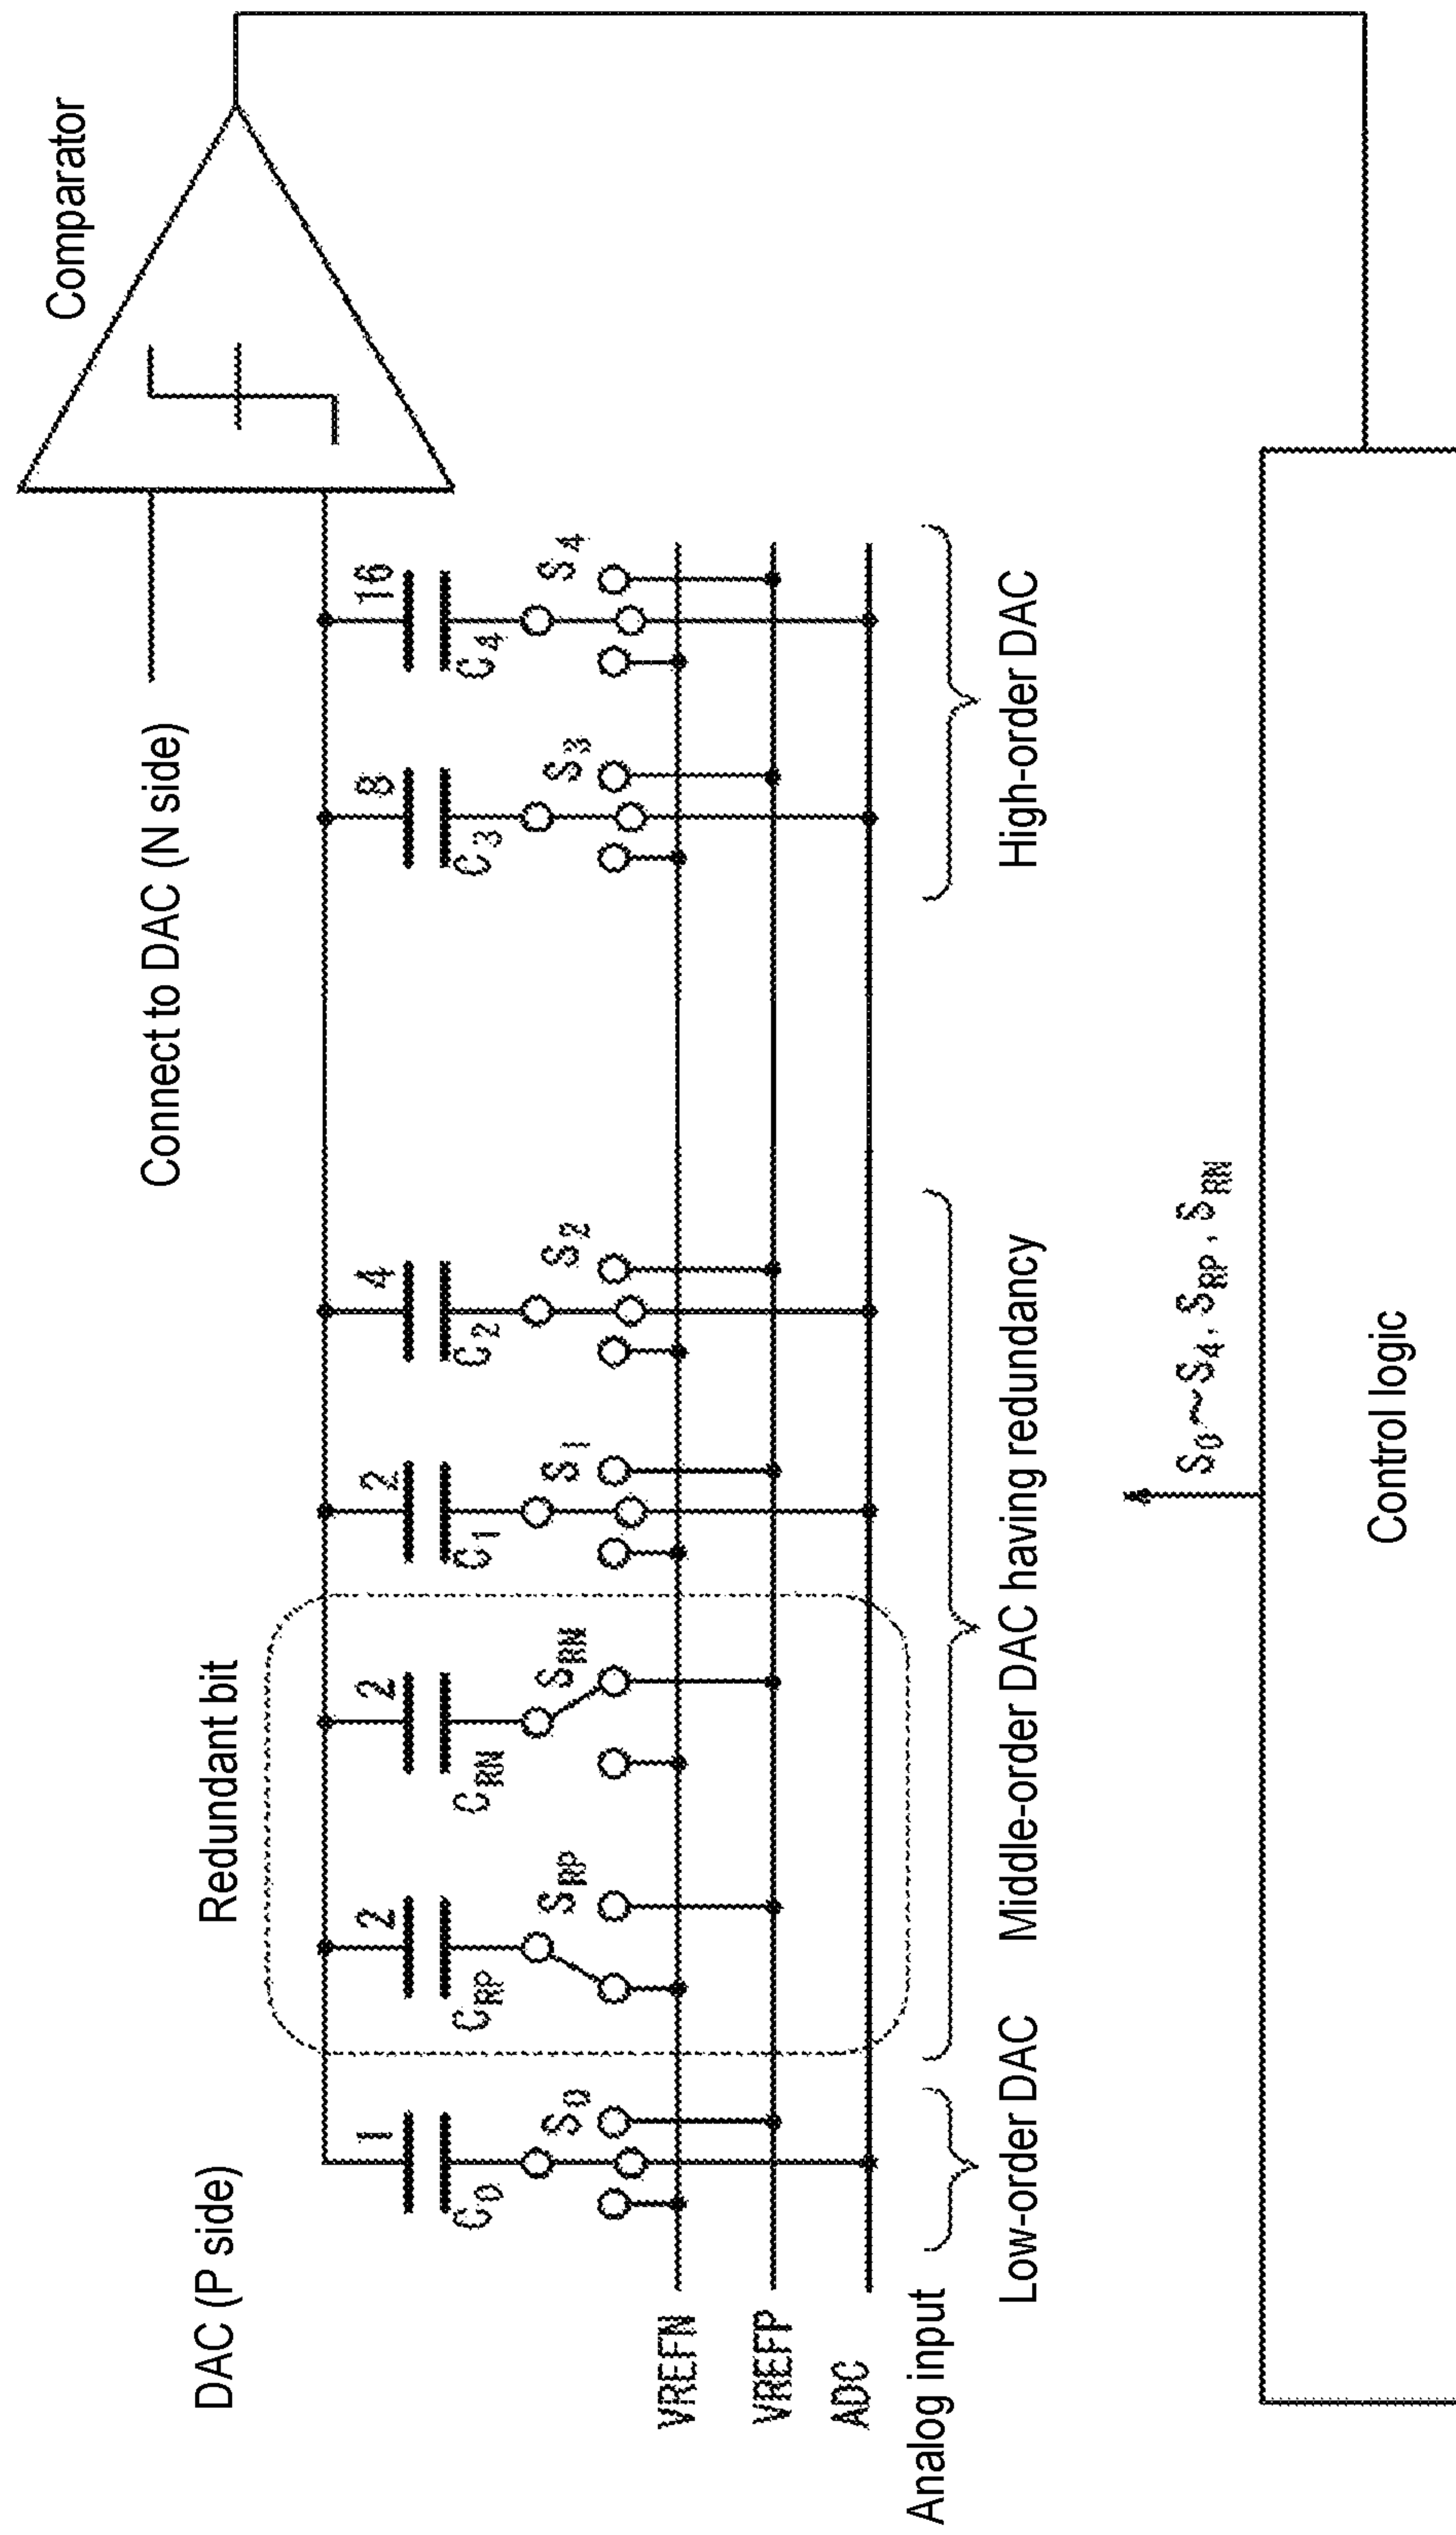 Comparator
Connect to DAC (N side)
DAC (P side)
Redundant bit
1
2
2
2
4
8
16
C0
CRP
CRN
C1
C2
C3
C4
S0
SRP
SRN
S1
S2
S3
S4
VREFN
VREFP
ADC
Analog input
Low-order DAC
Middle-order DAC having redundancy
High-order DAC
S0~S4, SRP, SRN
Control logic